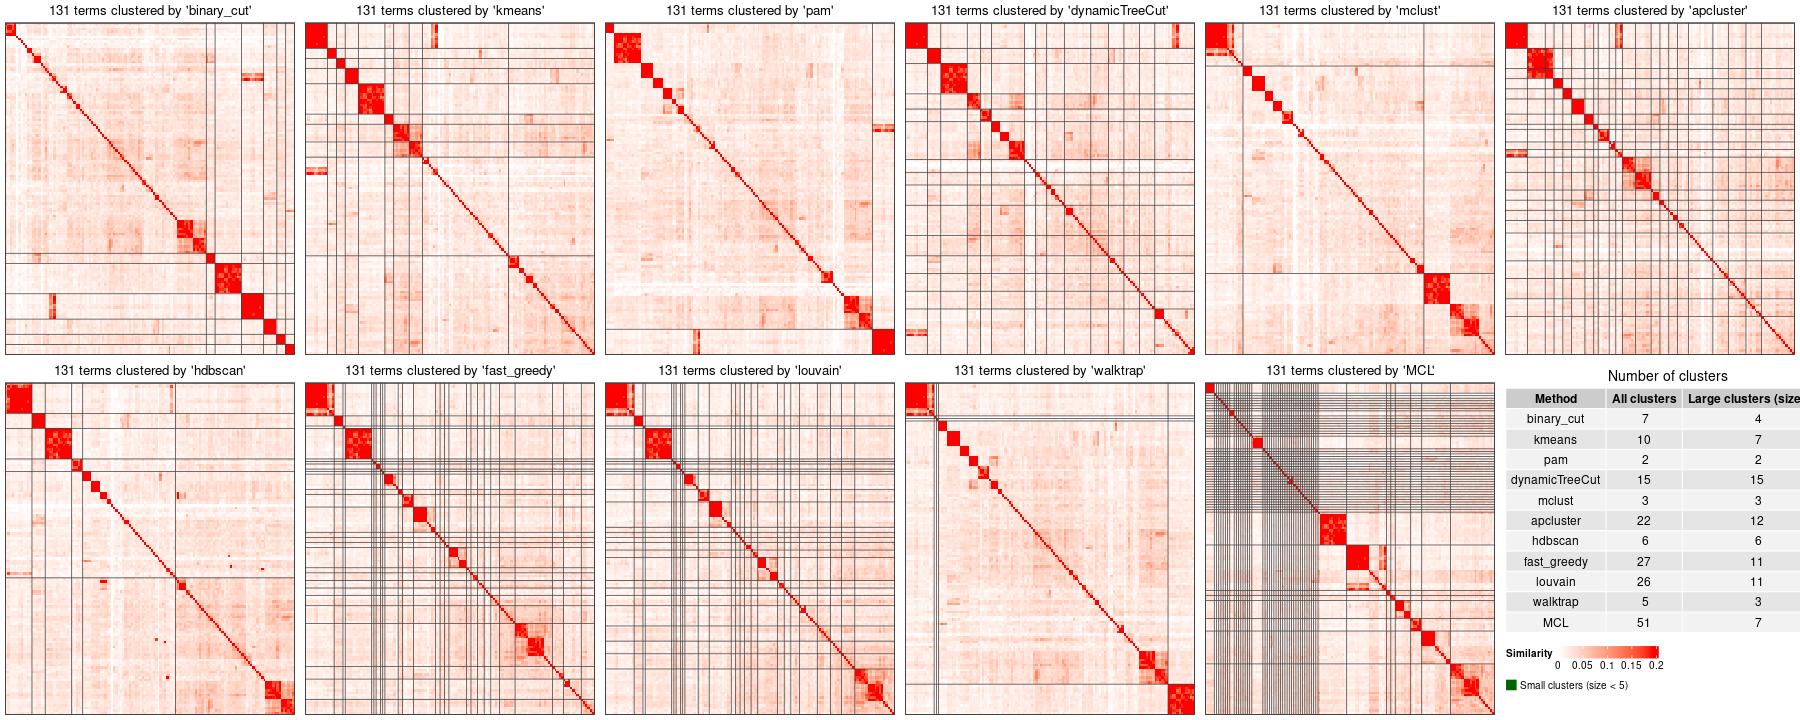 131 terms clustered by 'binary_cut'
131 terms clustered by 'kmeans'
131 terms clustered by 'pam'
131 terms clustered by 'dynamicTreeCut'
131 terms clustered by 'mclust'
131 terms clustered by 'apcluster'
131 terms clustered by 'hdbscan'
131 terms clustered by 'fast_greedy'
131 terms clustered by 'louvain'
131 terms clustered by 'walktrap'
131 terms clustered by 'MCL'
Number of clusters
Method All clusters Large clusters (size
binary_cut 7 4
kmeans 10 7
pam 2 2
dynamicTreeCut 15 15
mclust 3 3
apcluster 22 12
hdbscan 6 6
fast_greedy 27 11
louvain 26 11
walktrap 5 3
MCL 51 7
Similarity
0 0.05 0.1 0.15 0.2
Small clusters (size < 5)